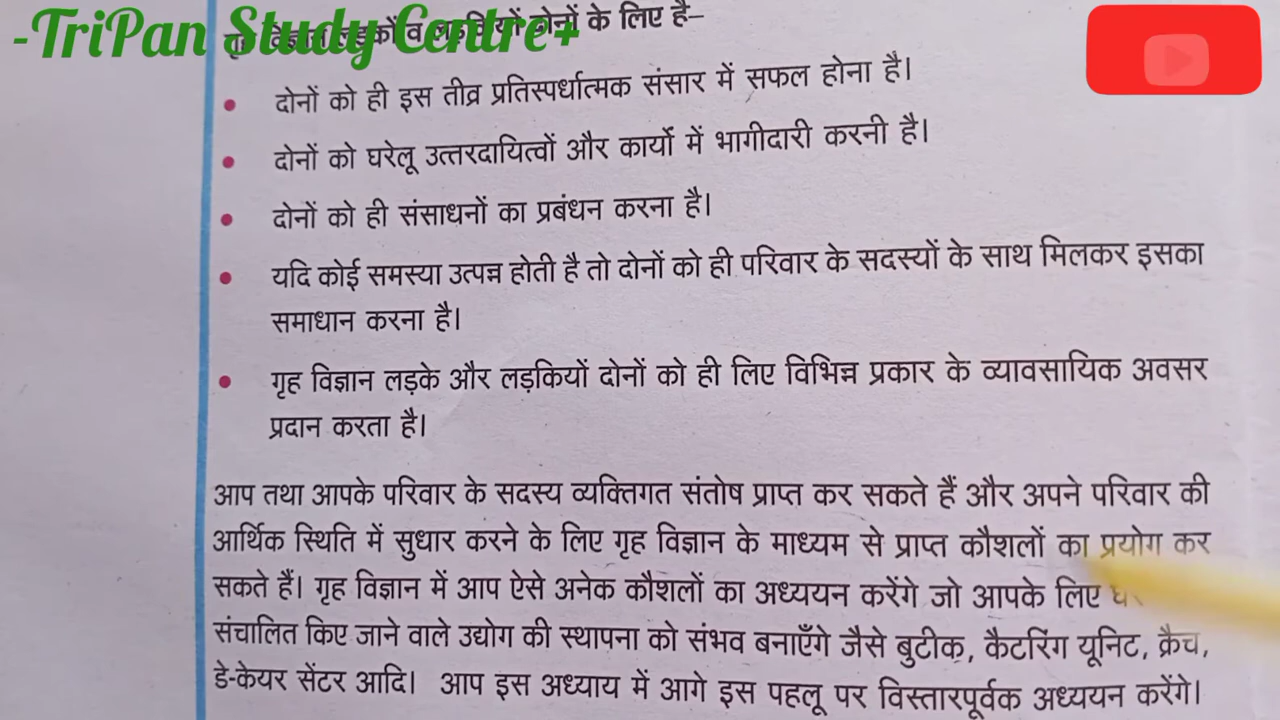 -TriPan Study Centre+
गृह विज्ञान लड़कों व लड़कियों दोनों के लिए है–
• दोनों को ही इस तीव्र प्रतिस्पर्धात्मक संसार में सफल होना है।
• दोनों को घरेलू उत्तरदायित्वों और कार्यो में भागीदारी करनी है।
• दोनों को ही संसाधनों का प्रबंधन करना है।
• यदि कोई समस्या उत्पन्न होती है तो दोनों को ही परिवार के सदस्यों के साथ मिलकर इसका
समाधान करना है।
• गृह विज्ञान लड़के और लड़कियों दोनों को ही लिए विभिन्न प्रकार के व्यावसायिक अवसर
प्रदान करता है।
आप तथा आपके परिवार के सदस्य व्यक्तिगत संतोष प्राप्त कर सकते हैं और अपने परिवार की
आर्थिक स्थिति में सुधार करने के लिए गृह विज्ञान के माध्यम से प्राप्त कौशलों का प्रयोग कर
सकते हैं। गृह विज्ञान में आप ऐसे अनेक कौशलों का अध्ययन करेंगे जो आपके लिए
संचालित किए जाने वाले उद्योग की स्थापना को संभव बनाएँगे जैसे बुटीक, कैटरिंग यूनिट, क्रैच,
डे-केयर सेंटर आदि। आप इस अध्याय में आगे इस पहलू पर विस्तारपूर्वक अध्ययन करेंगे।